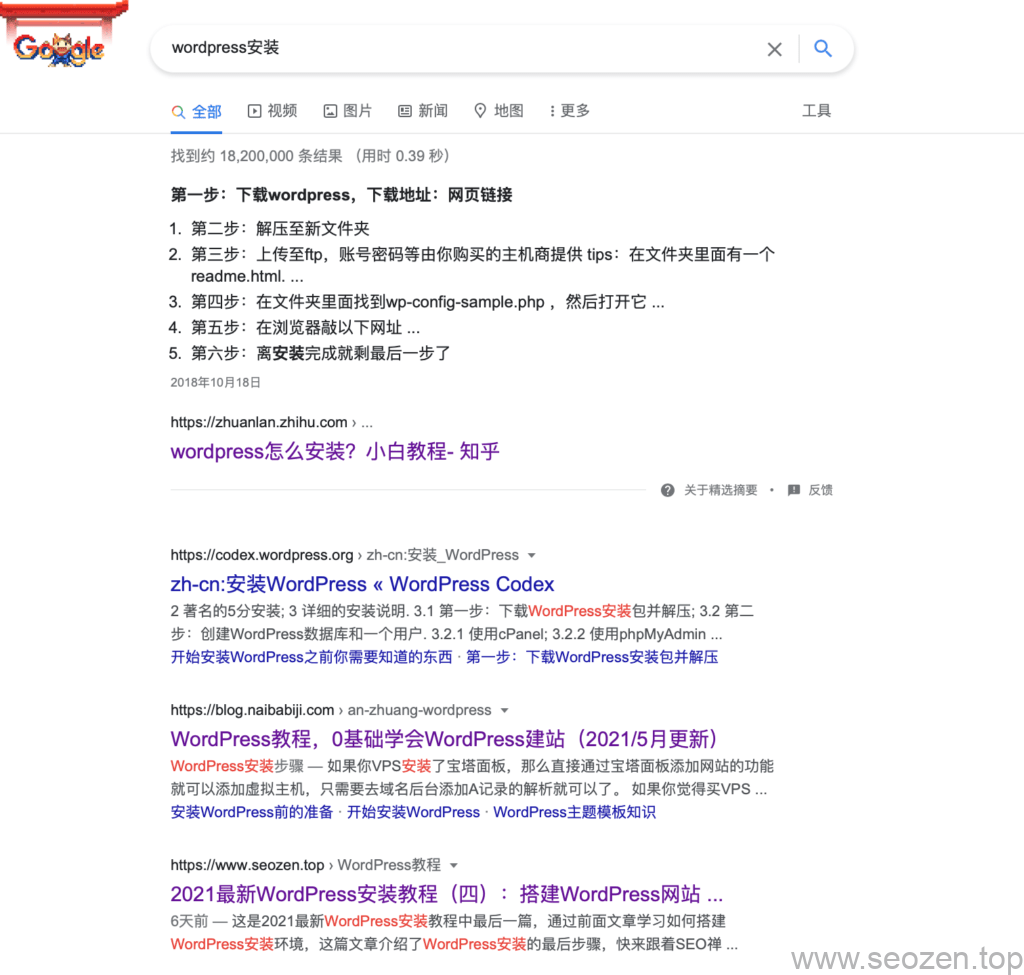 Google
wordpress安装
全部 视频 图片 新闻 地图 更多 工具
找到约 18,200,000 条结果 （用时 0.39 秒）
第一步：下载wordpress，下载地址：网页链接
1. 第二步：解压至新文件夹
2. 第三步：上传至ftp，账号密码等由你购买的主机商提供 tips：在文件夹里面有一个
readme.html. ...
3. 第四步：在文件夹里面找到wp-config-sample.php ，然后打开它 ...
4. 第五步：在浏览器敲以下网址 ...
5. 第六步：离安装完成就剩最后一步了
2018年10月18日
https://zhuanlan.zhihu.com › ...
wordpress怎么安装？小白教程- 知乎
关于精选摘要 • 反馈
https://codex.wordpress.org › zh-cn:安装_WordPress
zh-cn:安装WordPress « WordPress Codex
2 著名的5分安装; 3 详细的安装说明. 3.1 第一步：下载WordPress安装包并解压; 3.2 第二
步：创建WordPress数据库和一个用户. 3.2.1 使用cPanel; 3.2.2 使用phpMyAdmin ...
开始安装WordPress之前你需要知道的东西 · 第一步：下载WordPress安装包并解压
https://blog.naibabiji.com › an-zhuang-wordpress
WordPress教程，0基础学会WordPress建站（2021/5月更新）
WordPress安装步骤 — 如果你VPS安装了宝塔面板，那么直接通过宝塔面板添加网站的功能
就可以添加虚拟主机，只需要去域名后台添加A记录的解析就可以了。 如果你觉得买VPS ...
安装WordPress前的准备 · 开始安装WordPress · WordPress主题模板知识
https://www.seozen.top › WordPress教程
2021最新WordPress安装教程（四）：搭建WordPress网站 ...
6天前 — 这是2021最新WordPress安装教程中最后一篇，通过前面文章学习如何搭建
WordPress安装环境，这篇文章介绍了WordPress安装的最后步骤，快来跟着SEO禅 ...
www.seozen.top